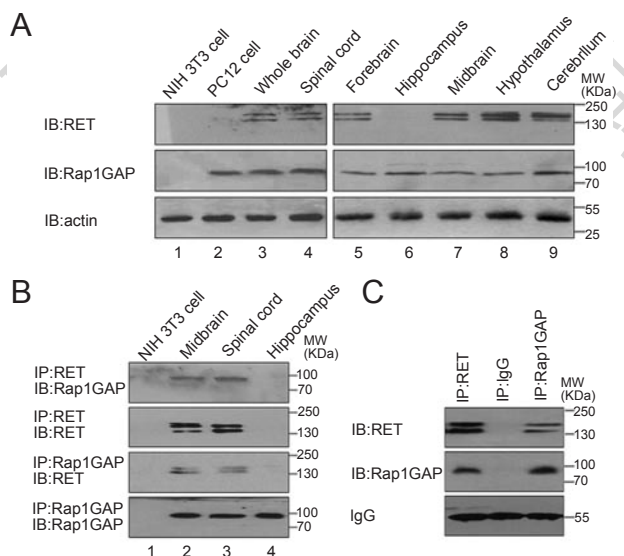 A
NIH 3T3 cell
PC12 cell
Whole brain
Spinal cord
Forebrain
Hippocampus
Midbrain
Hypothalamus
Cerebrllum
MW
(KDa)
IB:RET
250
130
IB:Rap1GAP
100
70
IB:actin
55
25
1 2 3 4 5 6 7 8 9
B
NIH 3T3 cell
Midbrain
Spinal cord
Hippocampus
MW
(KDa)
IP:RET
IB:Rap1GAP
100
70
IP:RET
IB:RET
250
130
IP:Rap1GAP
IB:RET
250
130
IP:Rap1GAP
IB:Rap1GAP
100
70
1 2 3 4
C
IP:RET
IP:IgG
IP:Rap1GAP
MW
(KDa)
IB:RET
250
130
IB:Rap1GAP
100
70
IgG
55